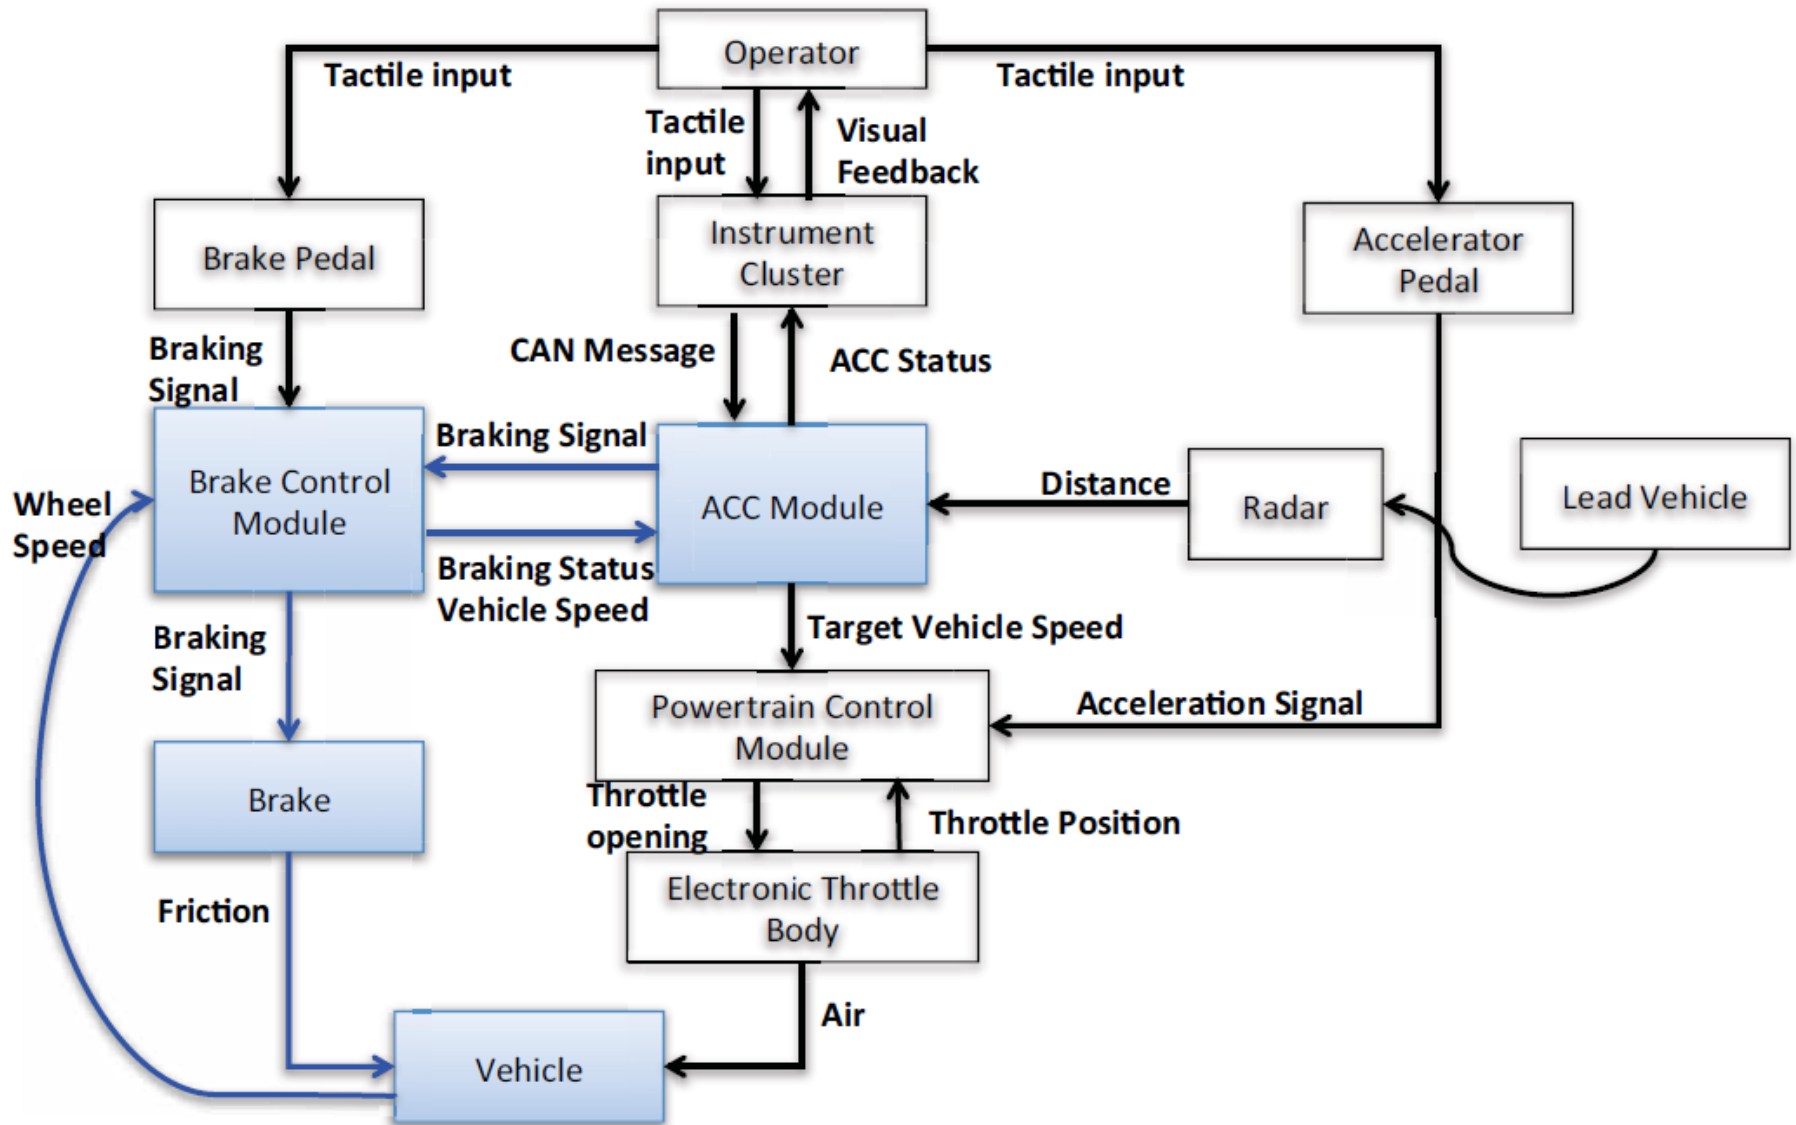 Operator
Tactile input
Tactile input
Tactile
input
Visual
Feedback
Brake Pedal
Instrument
Cluster
Accelerator
Pedal
Braking
Signal
CAN Message
ACC Status
Braking Signal
Brake Control
Module
ACC Module
Distance
Radar
Lead Vehicle
Wheel
Speed
Braking Status
Vehicle Speed
Braking
Signal
Target Vehicle Speed
Powertrain Control
Module
Acceleration Signal
Brake
Throttle
opening
Throttle Position
Electronic Throttle
Body
Friction
Air
Vehicle